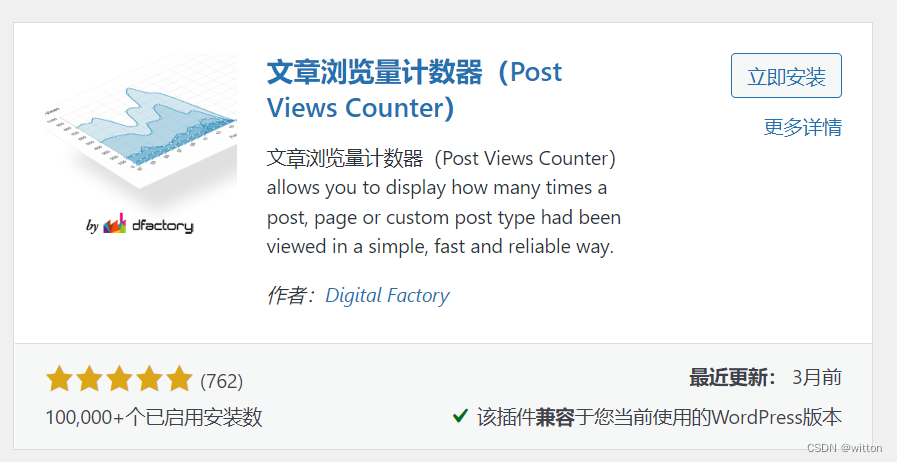 文章浏览量计数器（Post
Views Counter）
立即安装
更多详情
文章浏览量计数器（Post Views Counter）
allows you to display how many times a
post, page or custom post type had been
viewed in a simple, fast and reliable way.
by dfactory
作者：Digital Factory
(762)
最近更新： 3月前
100,000+个已启用安装数
该插件兼容于您当前使用的WordPress版本
CSDN @witton